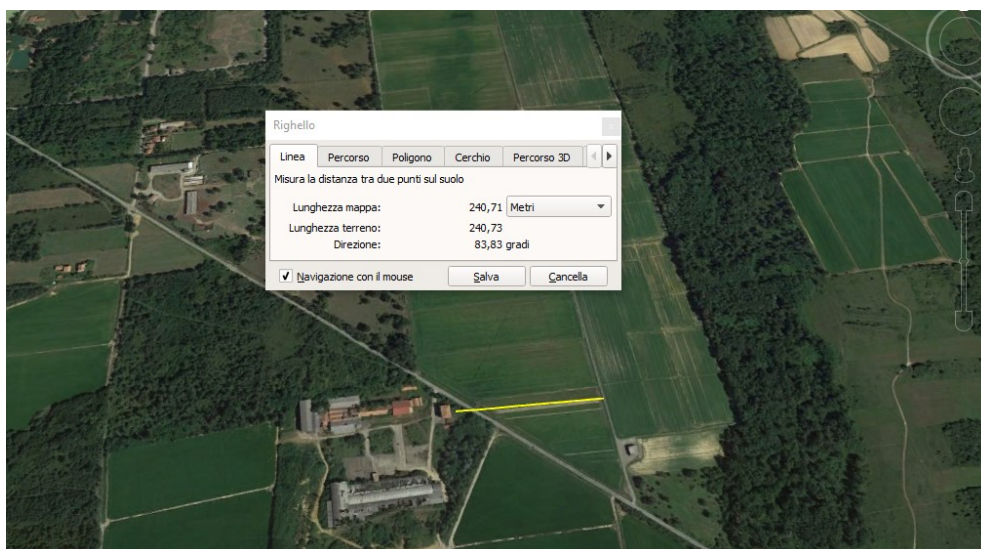 Righello
Linea Percorso Poligono Cerchio Percorso 3D
Misura la distanza tra due punti sul suolo
Lunghezza mappa: 240,71 Metri
Lunghezza terreno: 240,73
Direzione: 83,83 gradi
Navigazione con il mouse Salva Cancella